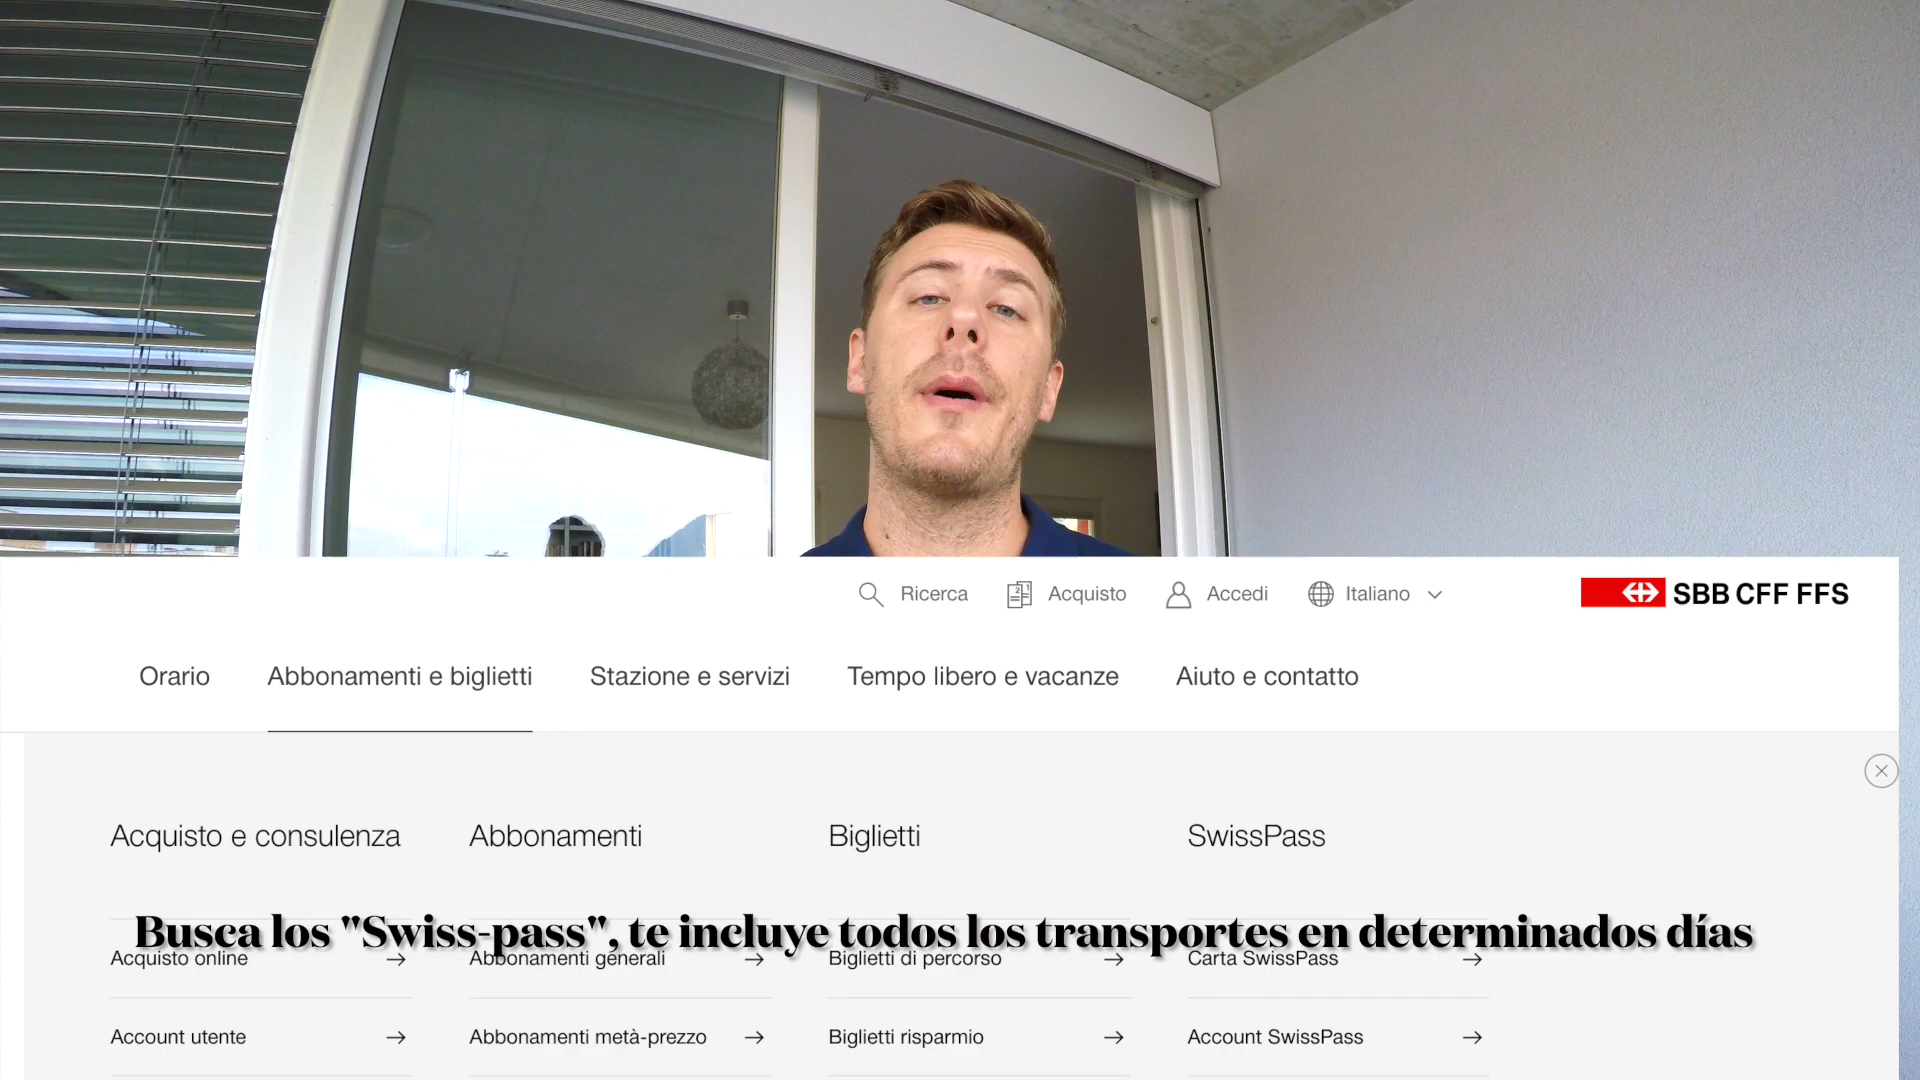 Ricerca
Acquisto
Accedi
Italiano
SBB CFF FFS
Orario
Abbonamenti e biglietti
Stazione e servizi
Tempo libero e vacanze
Aiuto e contatto
Acquisto e consulenza
Abbonamenti
Biglietti
SwissPass
Busca los "Swiss-pass", te incluye todos los transportes en determinados días
Acquisto online
Abbonamenti generali
Biglietti di percorso
Carta SwissPass
Account utente
Abbonamenti metà-prezzo
Biglietti risparmio
Account SwissPass